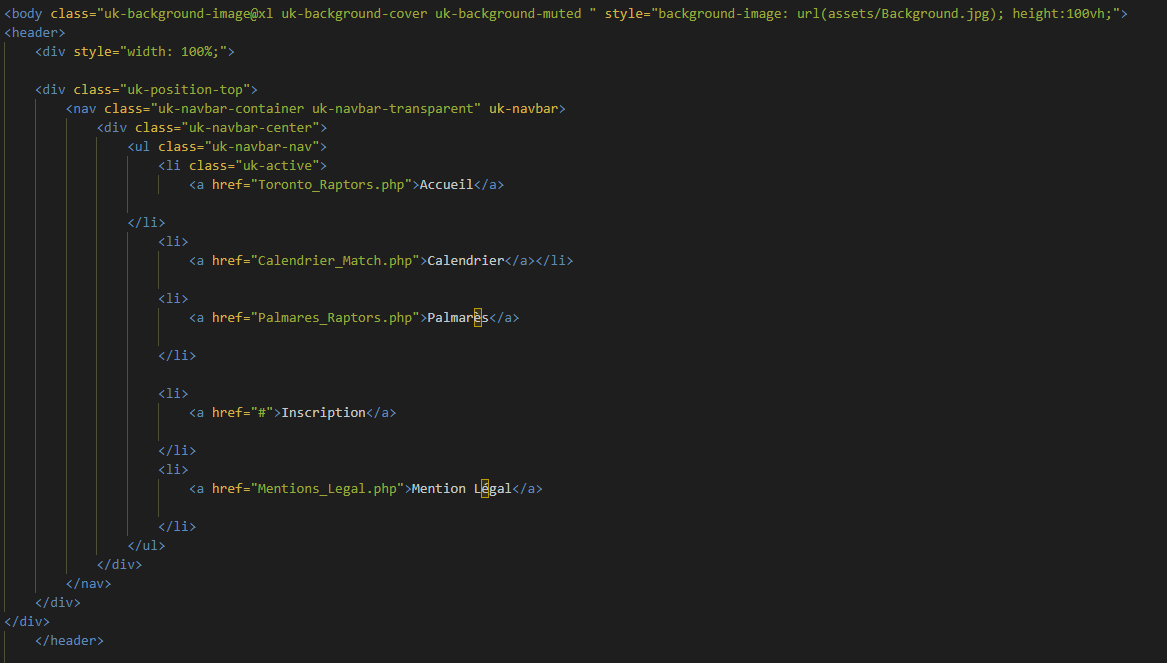 <body class="uk-background-image@xl uk-background-cover uk-background-muted " style="background-image: url(assets/Background.jpg); height:100vh;">
<header>
<div style="width: 100%;">
<div class="uk-position-top">
<nav class="uk-navbar-container uk-navbar-transparent" uk-navbar>
<div class="uk-navbar-center">
<ul class="uk-navbar-nav">
<li class="uk-active">
<a href="Toronto_Raptors.php">Accueil</a>
</li>
<li>
<a href="Calendrier_Match.php">Calendrier</a></li>
<li>
<a href="Palmares_Raptors.php">Palmarès</a>
</li>
<li>
<a href="#">Inscription</a>
</li>
<li>
<a href="Mentions_Legal.php">Mention Légal</a>
</li>
</ul>
</div>
</nav>
</div>
</div>
</header>